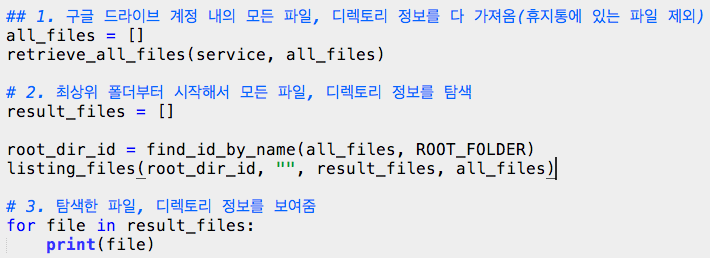 ## 1. 구글 드라이브 계정 내의 모든 파일, 디렉토리 정보를 다 가져옴(휴지통에 있는 파일 제외)
all_files = []
retrieve_all_files(service, all_files)
# 2. 최상위 폴더부터 시작해서 모든 파일, 디렉토리 정보를 탐색
result_files = []
root_dir_id = find_id_by_name(all_files, ROOT_FOLDER)
listing_files(root_dir_id, "", result_files, all_files)
# 3. 탐색한 파일, 디렉토리 정보를 보여줌
for file in result_files:
    print(file)